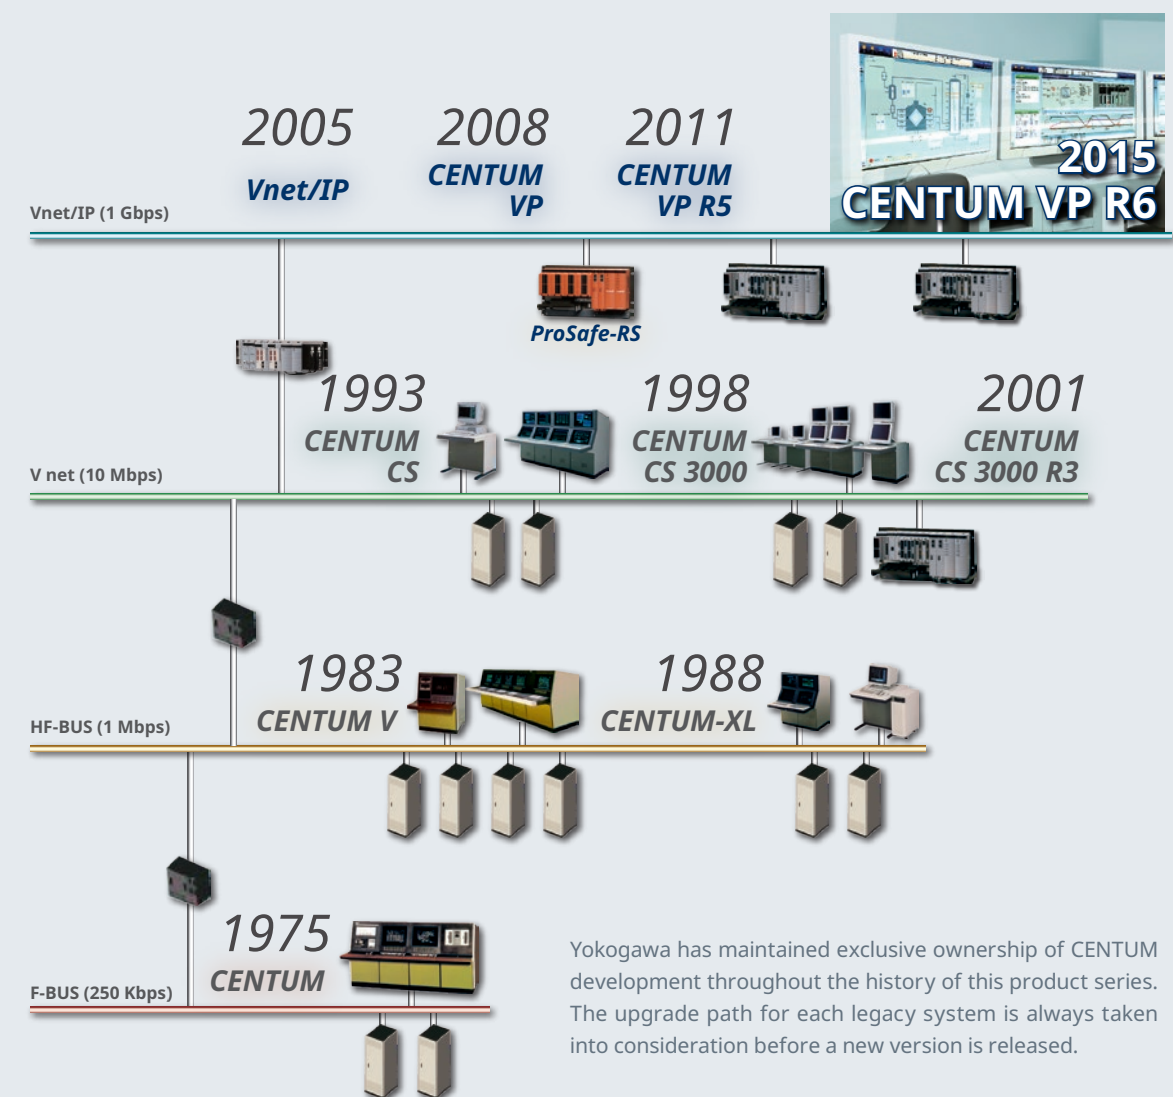 2005
Vnet/IP
2008
CENTUM
VP
2011
CENTUM
VP R5
2015
CENTUM VP R6
Vnet/IP (1 Gbps)
ProSafe-RS
1993
CENTUM
CS
1998
CENTUM
CS 3000
2001
CENTUM
CS 3000 R3
V net (10 Mbps)
1983
CENTUM V
1988
CENTUM-XL
HF-BUS (1 Mbps)
1975
CENTUM
F-BUS (250 Kbps)
Yokogawa has maintained exclusive ownership of CENTUM
development throughout the history of this product series.
The upgrade path for each legacy system is always taken
into consideration before a new version is released.